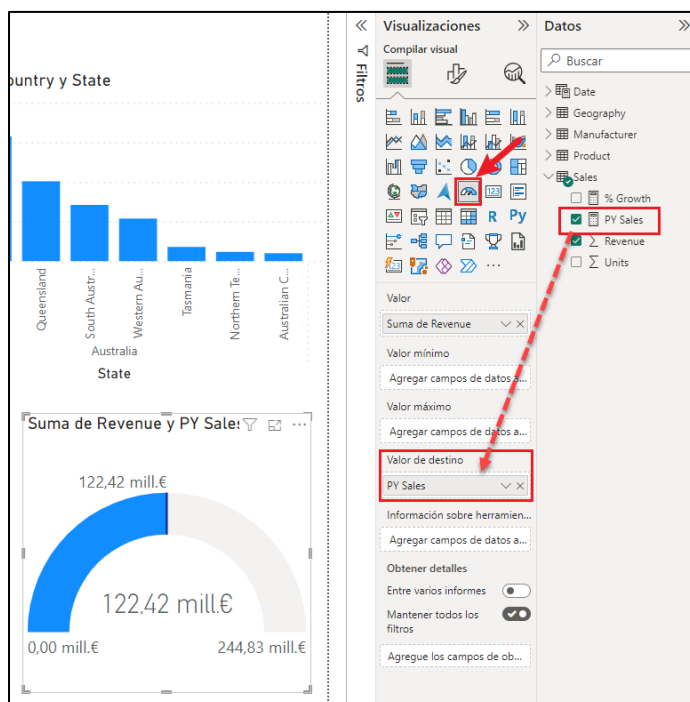 ountry y State
Queensland
South Austr...
Western Au...
Tasmania
Northern Te...
Australian C...
Australia
State
Suma de Revenue y PY Sale
122,42 mill.€
122,42 mill.€
0,00 mill.€
244,83 mill.€
Filtros
Visualizaciones
Compilar visual
123
R
Py
123
Valor
Suma de Revenue
Valor mínimo
Agregar campos de datos a...
Valor máximo
Agregar campos de datos a...
Valor de destino
PY Sales
Información sobre herramien...
Agregar campos de datos a...
Obtener detalles
Entre varios informes
Mantener todos los
filtros
Agregue los campos de ob...
Datos
Buscar
Date
Geography
Manufacturer
Product
Sales
% Growth
PY Sales
Revenue
Units